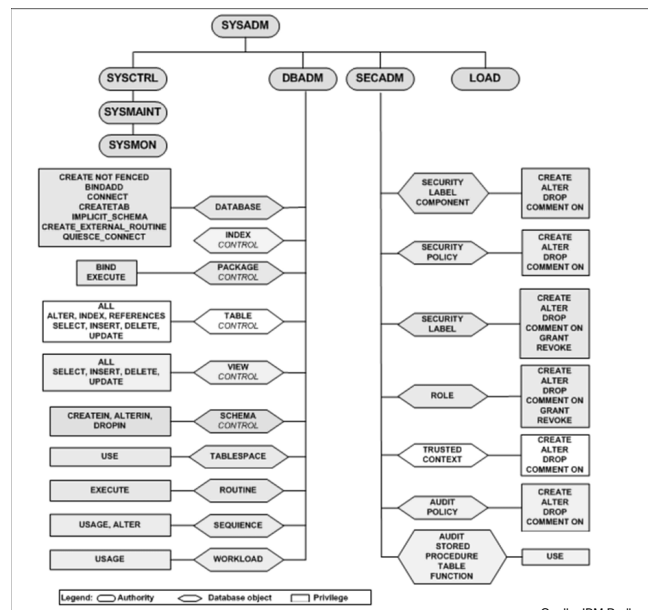 SYSADM
SYSCTRL
DBADM
SECADM
LOAD
SYSMAINT
SYSMON
CREATE NOT FENCED
BINDADD
CONNECT
CREATETAB
IMPLICIT_SCHEMA
CREATE_EXTERNAL_ROUTINE
QUIESCE_CONNECT
DATABASE
INDEX
CONTROL
BIND
EXECUTE
PACKAGE
CONTROL
ALL
ALTER, INDEX, REFERENCES
SELECT, INSERT, DELETE,
UPDATE
TABLE
CONTROL
ALL
SELECT, INSERT, DELETE,
UPDATE
VIEW
CONTROL
CREATEIN, ALTERIN,
DROPIN
SCHEMA
CONTROL
USE
TABLESPACE
EXECUTE
ROUTINE
USAGE, ALTER
SEQUIENCE
USAGE
WORKLOAD
SECURITY
LABEL
COMPONENT
CREATE
ALTER
DROP
COMMENT ON
SECURITY
POLICY
CREATE
ALTER
DROP
COMMENT ON
SECURITY
LABEL
CREATE
ALTER
DROP
COMMENT ON
GRANT
REVOKE
ROLE
CREATE
ALTER
DROP
COMMENT ON
GRANT
REVOKE
TRUSTED
CONTEXT
CREATE
ALTER
DROP
COMMENT ON
AUDIT
POLICY
CREATE
ALTER
DROP
COMMENT ON
AUDIT
STORED
PROCEDURE
TABLE
FUNCTION
USE
Legend: Authority Database object Privilege